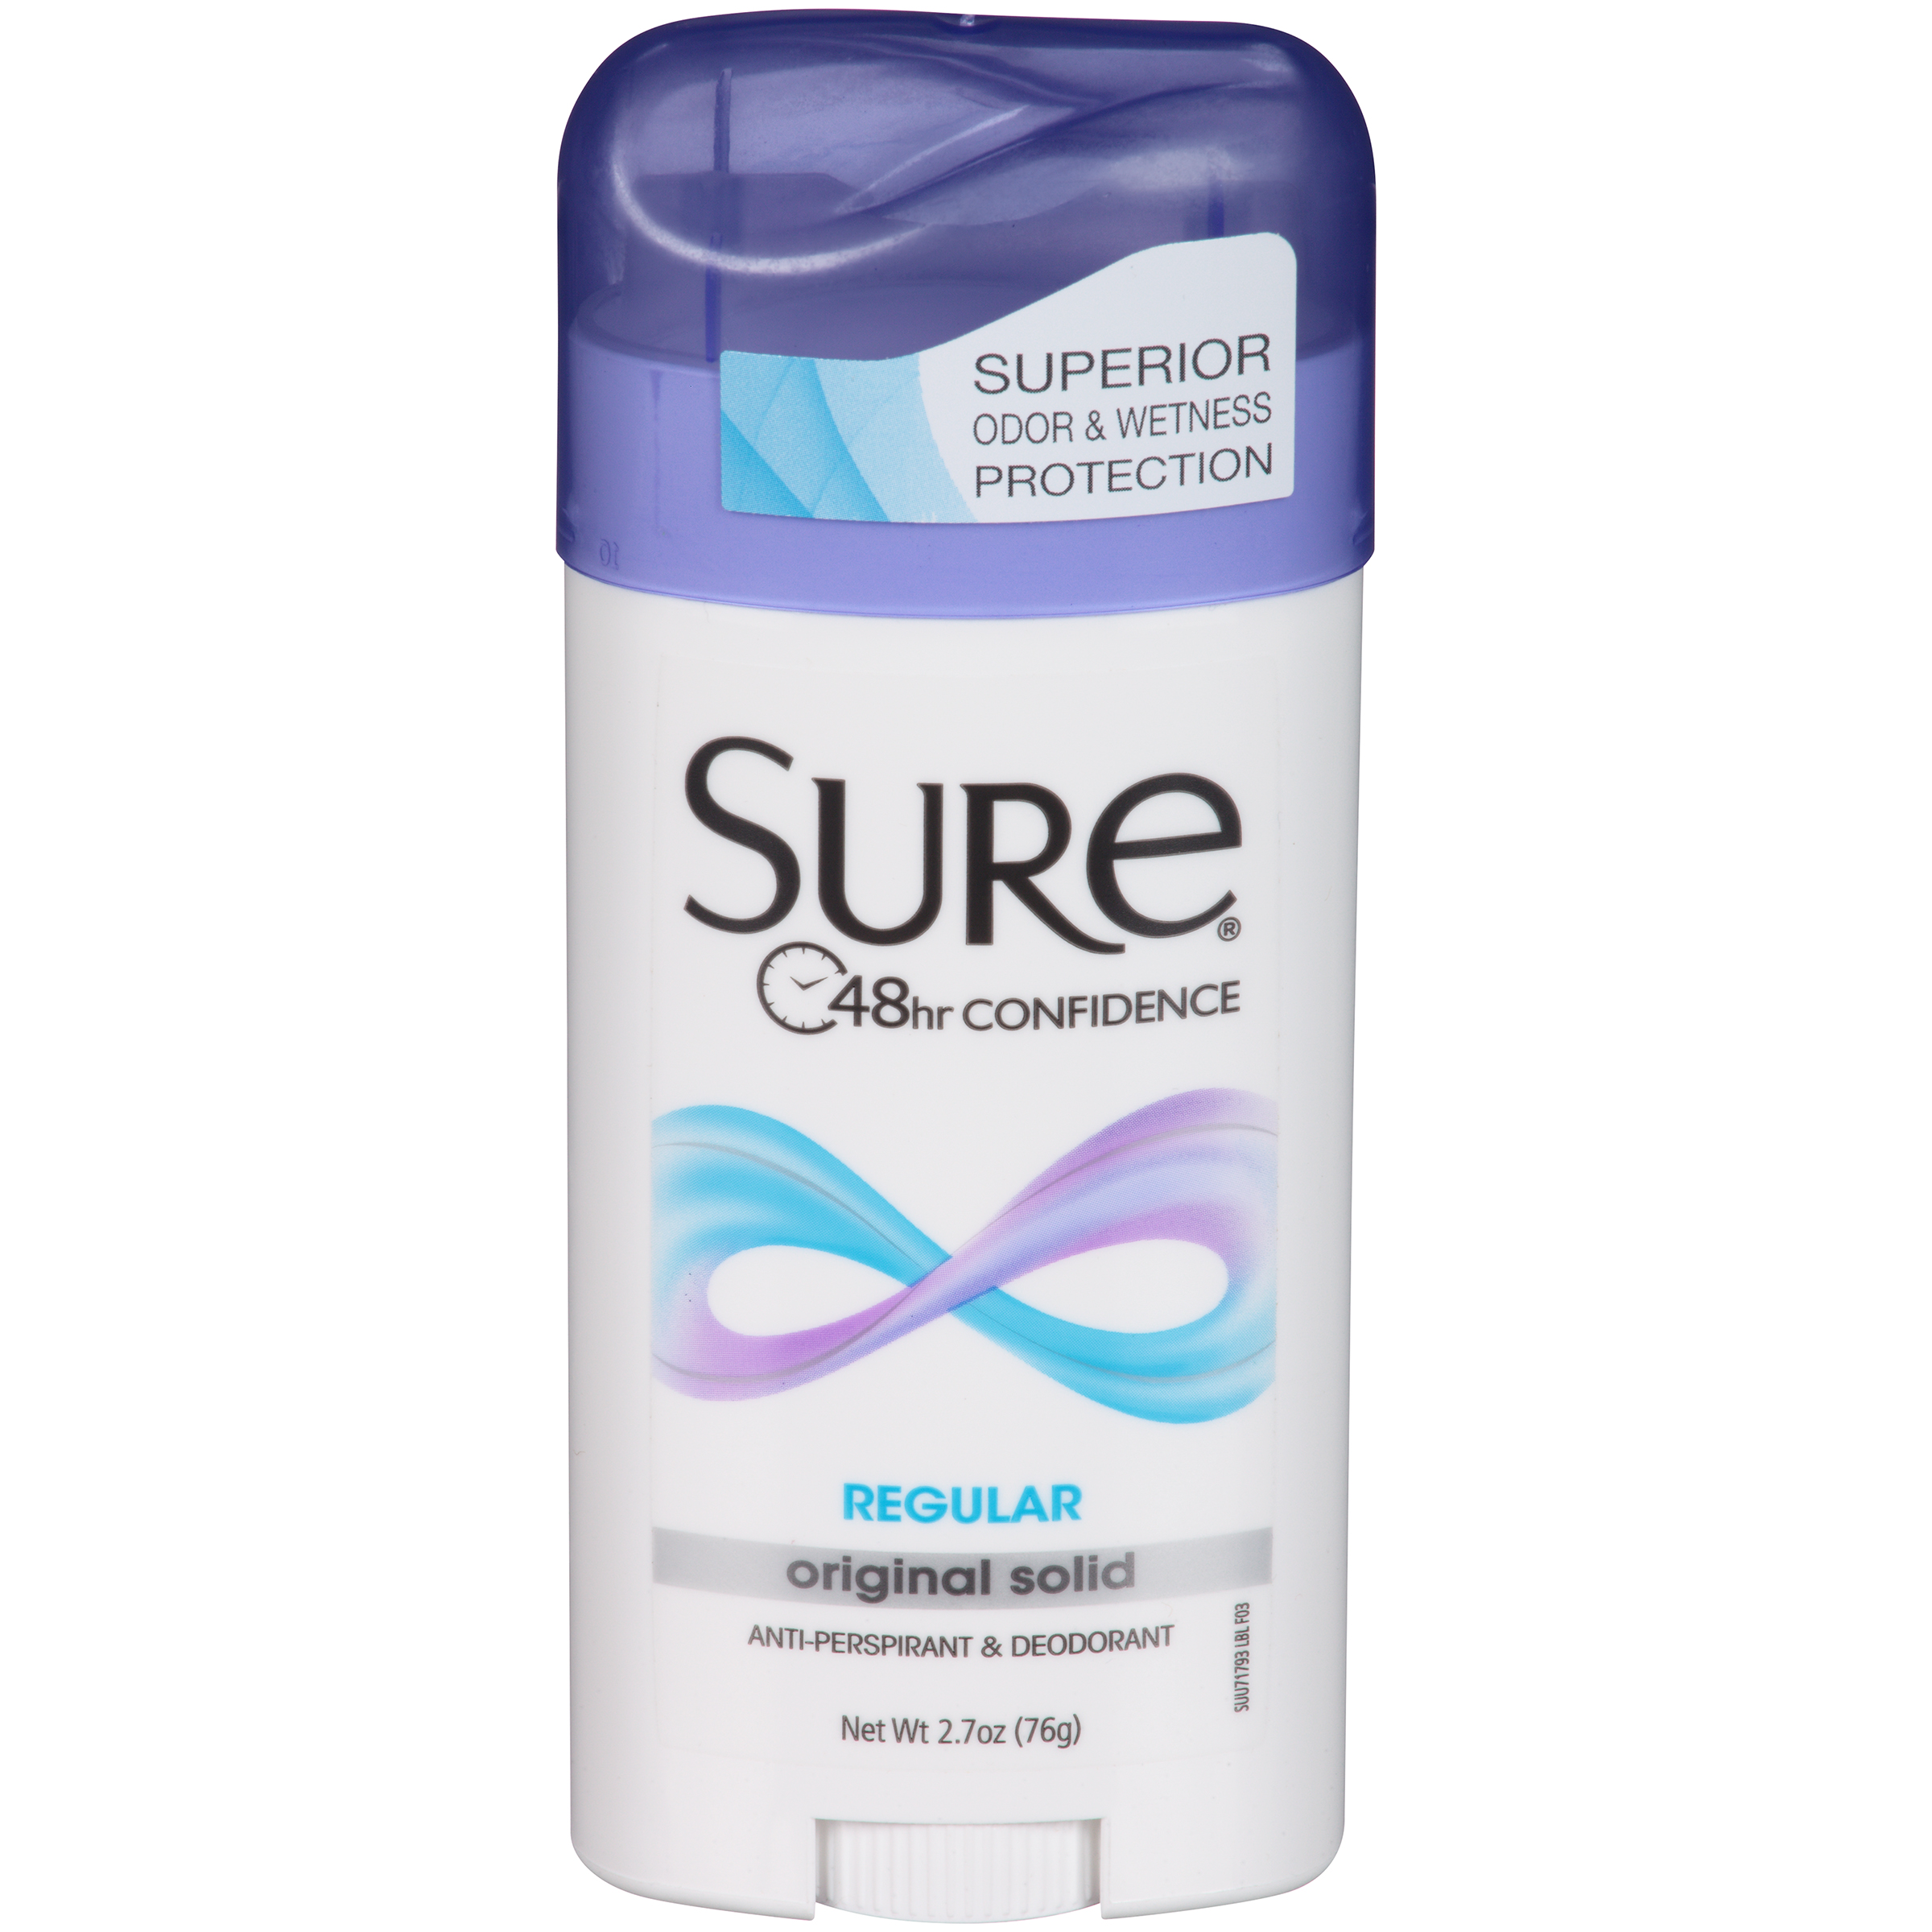 SUPERIOR
ODOR & WETNESS
PROTECTION
SURe®
48hr CONFIDENCE
REGULAR
original solid
ANTI-PERSPIRANT & DEODORANT
SUU71793 LBL F03
Net Wt 2.7oz (76g)